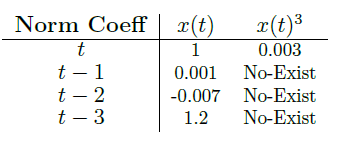 Norm Coeff x(t) x(t)³
t 1 0.003
t − 1 0.001 No-Exist
t − 2 -0.007 No-Exist
t − 3 1.2 No-Exist